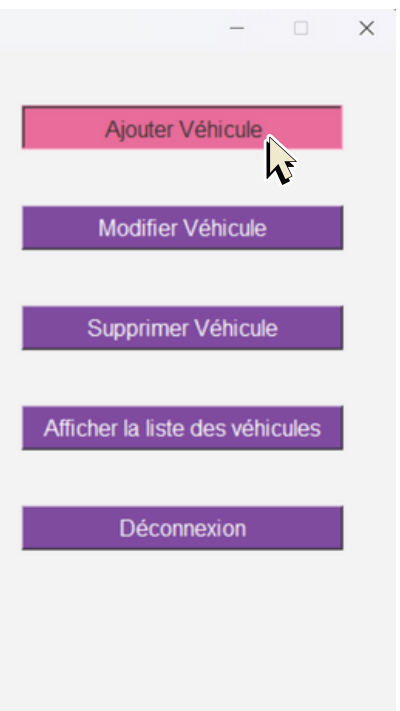 Ajouter Véhicule
Modifier Véhicule
Supprimer Véhicule
Afficher la liste des véhicules
Déconnexion